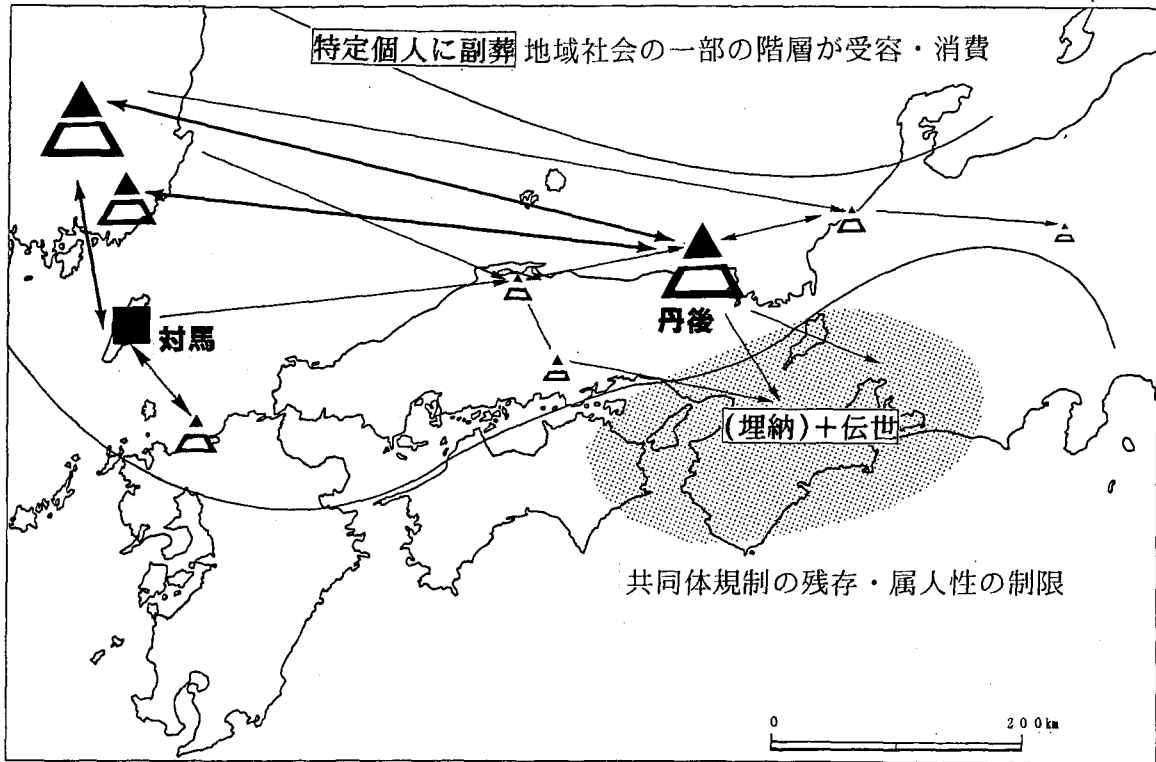 特定個人に副葬 地域社会の一部の階層が受容・消費
対馬
丹後
(埋納)＋伝世
共同体規制の残存・属人性の制限
0 200km